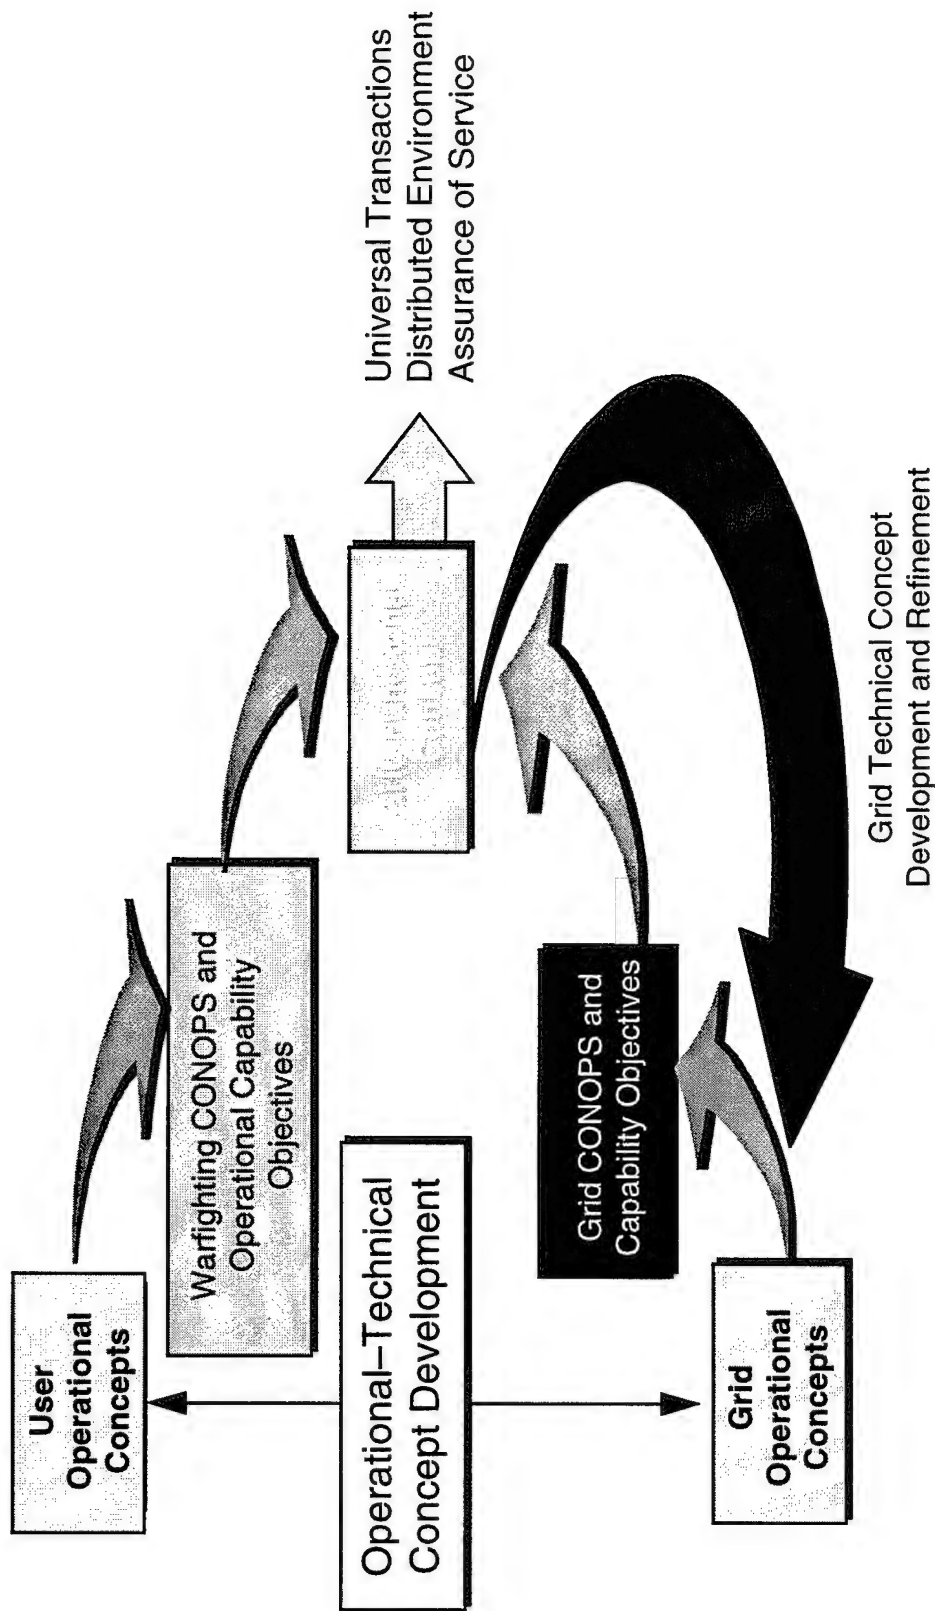 User
Operational
Concepts
Warfighting CONOPS and
Operational Capability
Objectives
Operational–Technical
Concept Development
Universal Transactions
Distributed Environment
Assurance of Service
Grid CONOPS and
Capability Objectives
Grid
Operational
Concepts
Grid Technical Concept
Development and Refinement